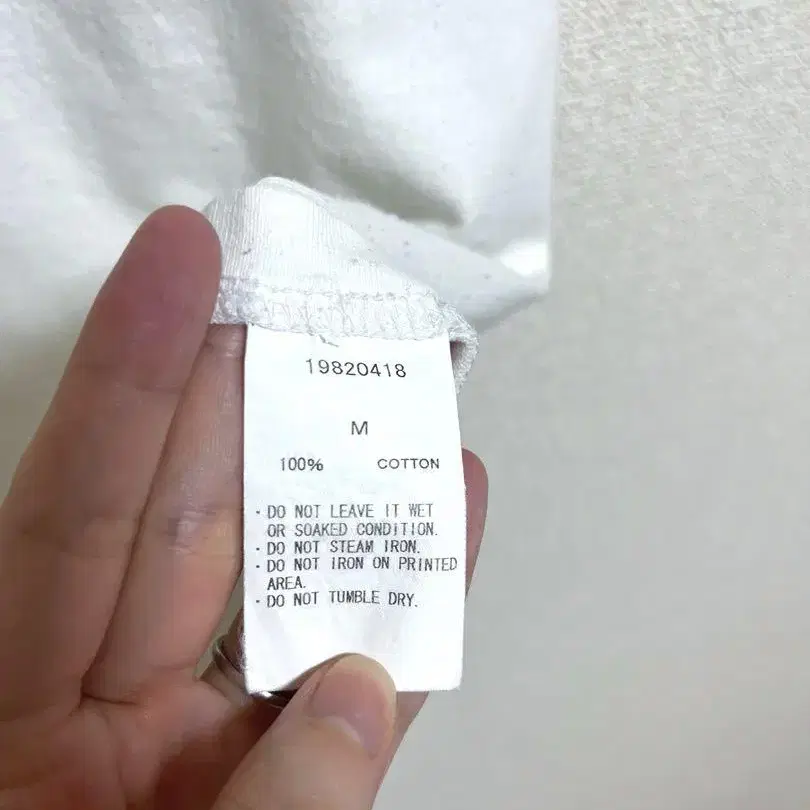 19820418
M
100% COTTON
・DO NOT LEAVE IT WET
OR SOAKED CONDITION.
・DO NOT STEAM IRON.
・DO NOT IRON ON PRINTED
AREA.
・DO NOT TUMBLE DRY.